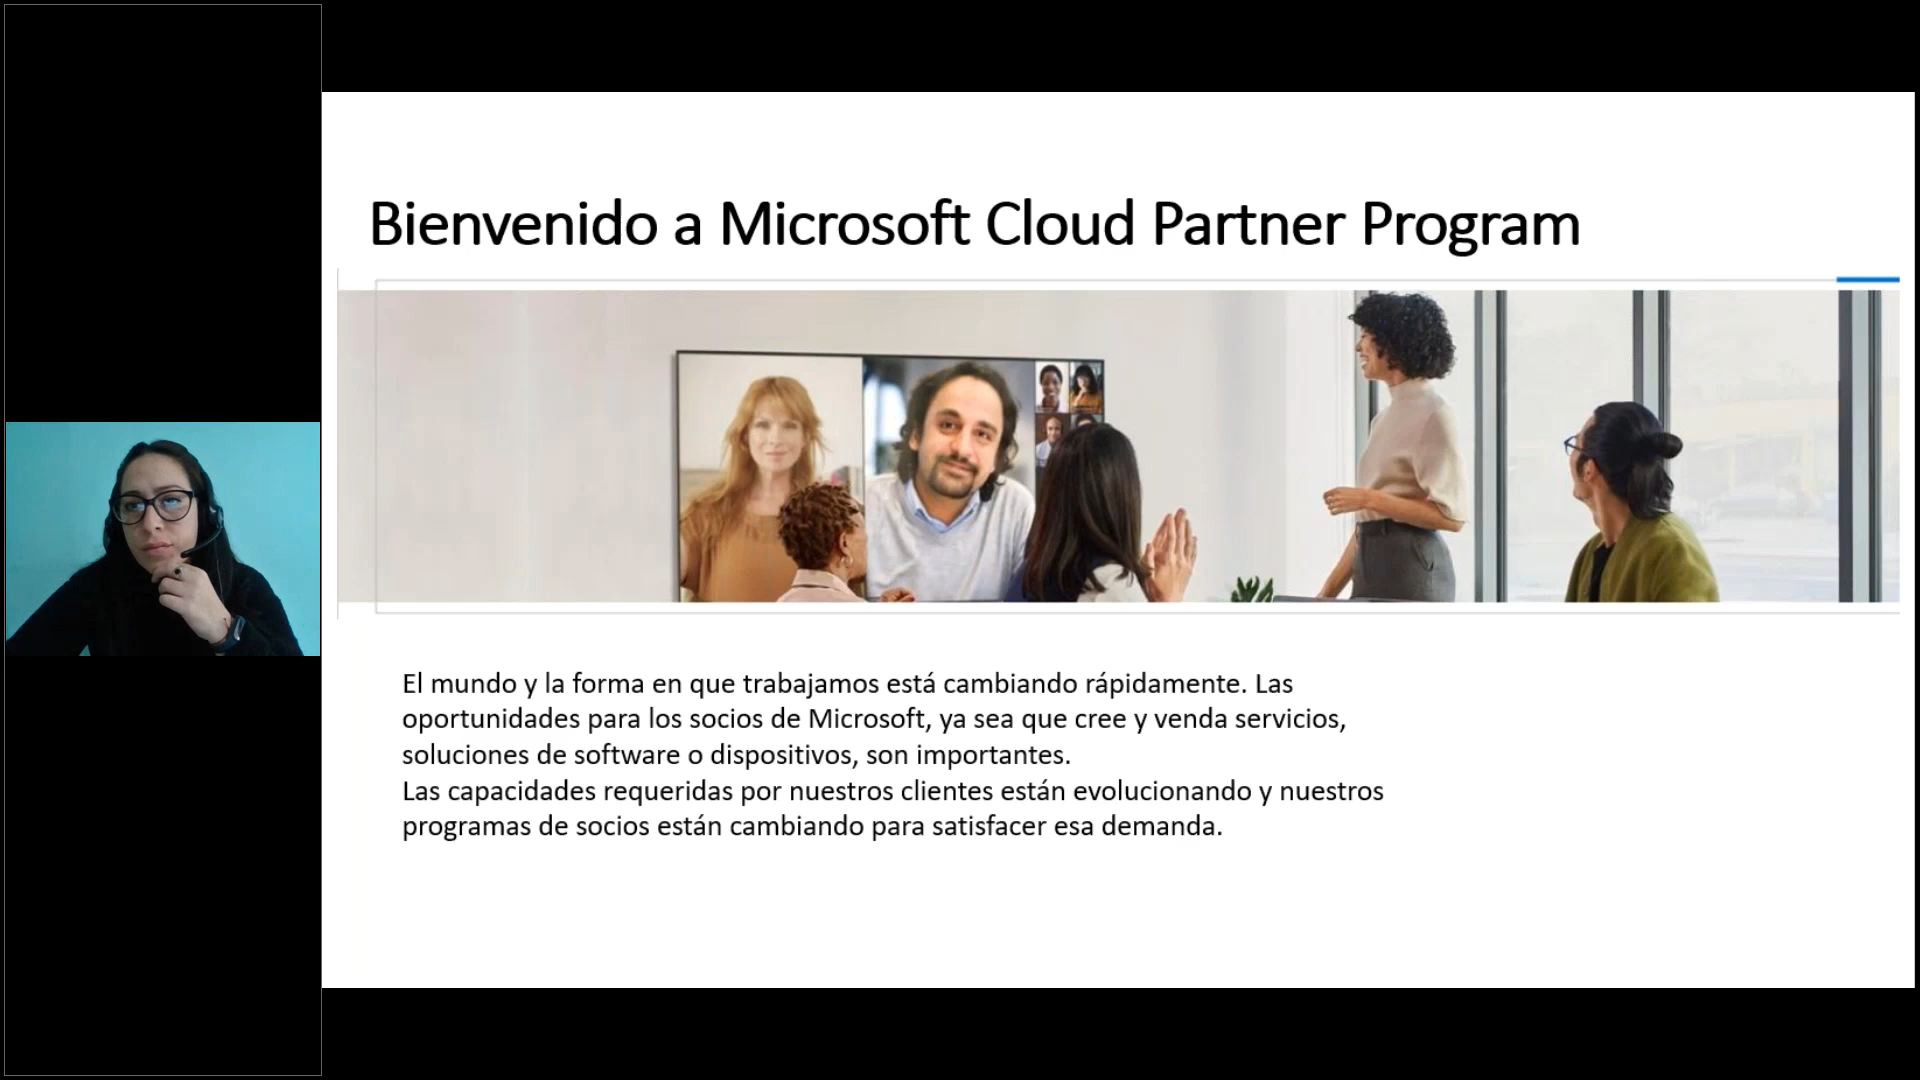 Bienvenido a Microsoft Cloud Partner Program
El mundo y la forma en que trabajamos está cambiando rápidamente. Las
oportunidades para los socios de Microsoft, ya sea que cree y venda servicios,
soluciones de software o dispositivos, son importantes.
Las capacidades requeridas por nuestros clientes están evolucionando y nuestros
programas de socios están cambiando para satisfacer esa demanda.